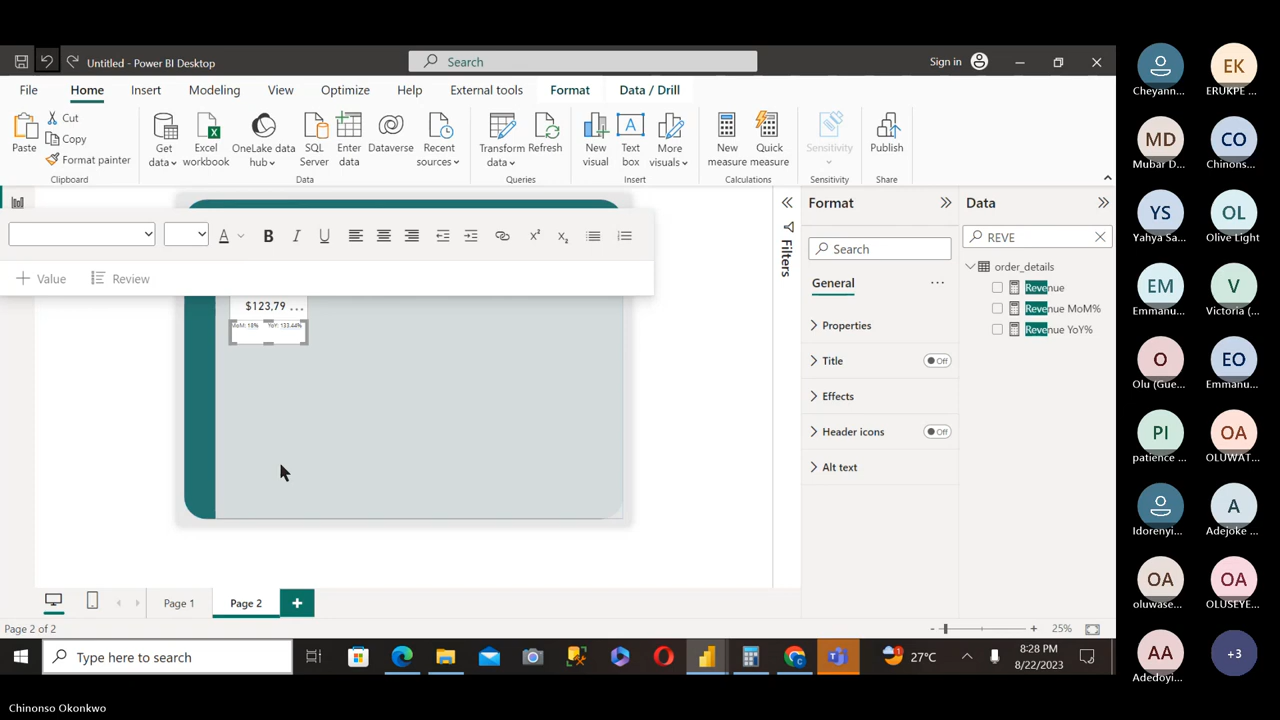 Untitled - Power BI Desktop
Search
Sign in
File Home Insert Modeling View Optimize Help External tools Format Data / Drill
Paste
Cut
Copy
Format painter
Clipboard
Get data
Excel workbook
OneLake data hub
SQL Server
Enter data
Dataverse
Recent sources
Data
Transform data
Refresh
Queries
New visual
Text box
More visuals
Insert
New measure
Quick measure
Calculations
Sensitivity
Sensitivity
Publish
Share
A B I U
Value Review
$123,79 ...
MoM: 18% YoY: 133.44%
Filters
Format
Search
General
Properties
Title Off
Effects
Header icons Off
Alt text
Data
REVE
order_details
Revenue
Revenue MoM%
Revenue YoY%
Page 1 Page 2
Page 2 of 2
25%
Type here to search
27°C
8:28 PM
8/22/2023
Cheyann...
EK
ERUKPE ...
MD
Mubar D...
CO
Chinons...
YS
Yahya Sa...
OL
Olive Light
EM
Emmanu...
V
Victoria (...
O
Olu (Gue...
EO
Emmanu...
PI
patience ...
OA
OLUWAT...
Idorenyi...
A
Adejoke ...
OA
oluwase...
OA
OLUSEYE...
AA
Adedoyi...
+3
Chinonso Okonkwo